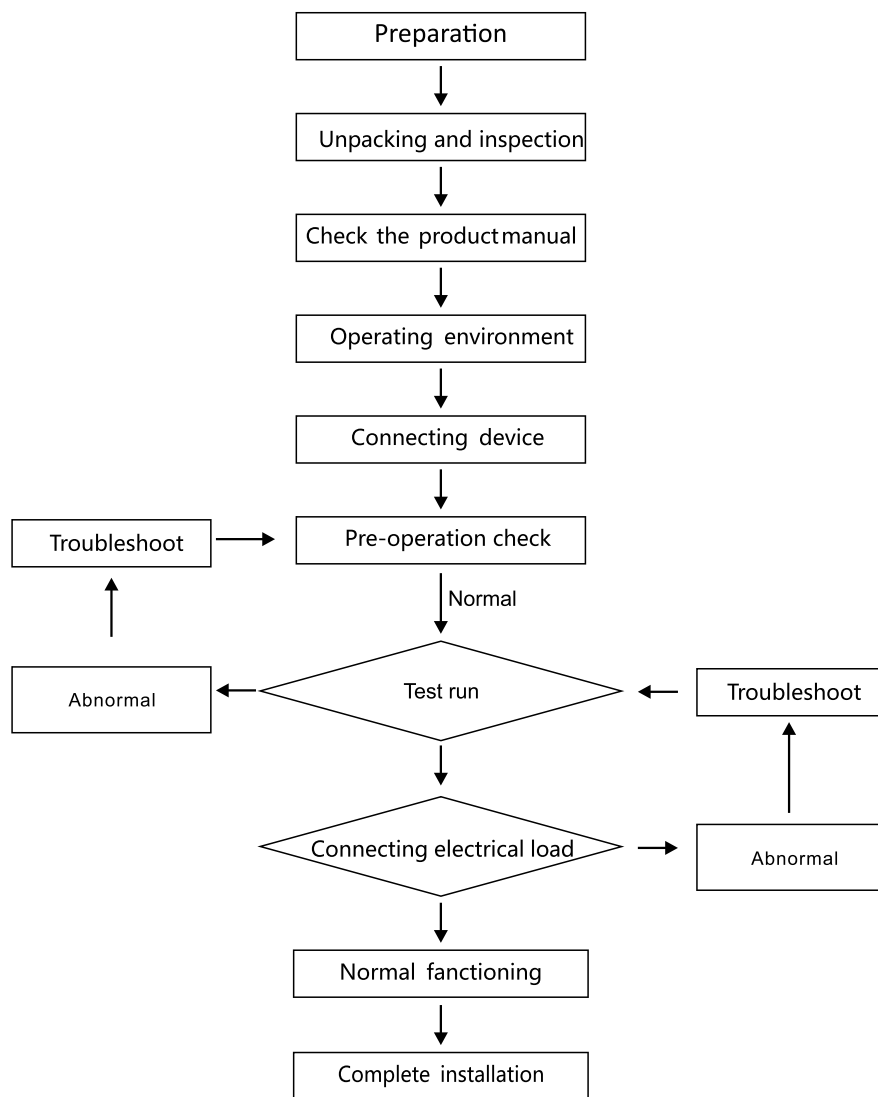 Preparation
Unpacking and inspection
Check the product manual
Operating environment
Connecting device
Troubleshoot
Pre-operation check
Normal
Abnormal
Test run
Troubleshoot
Connecting electrical load
Abnormal
Normal fanctioning
Complete installation